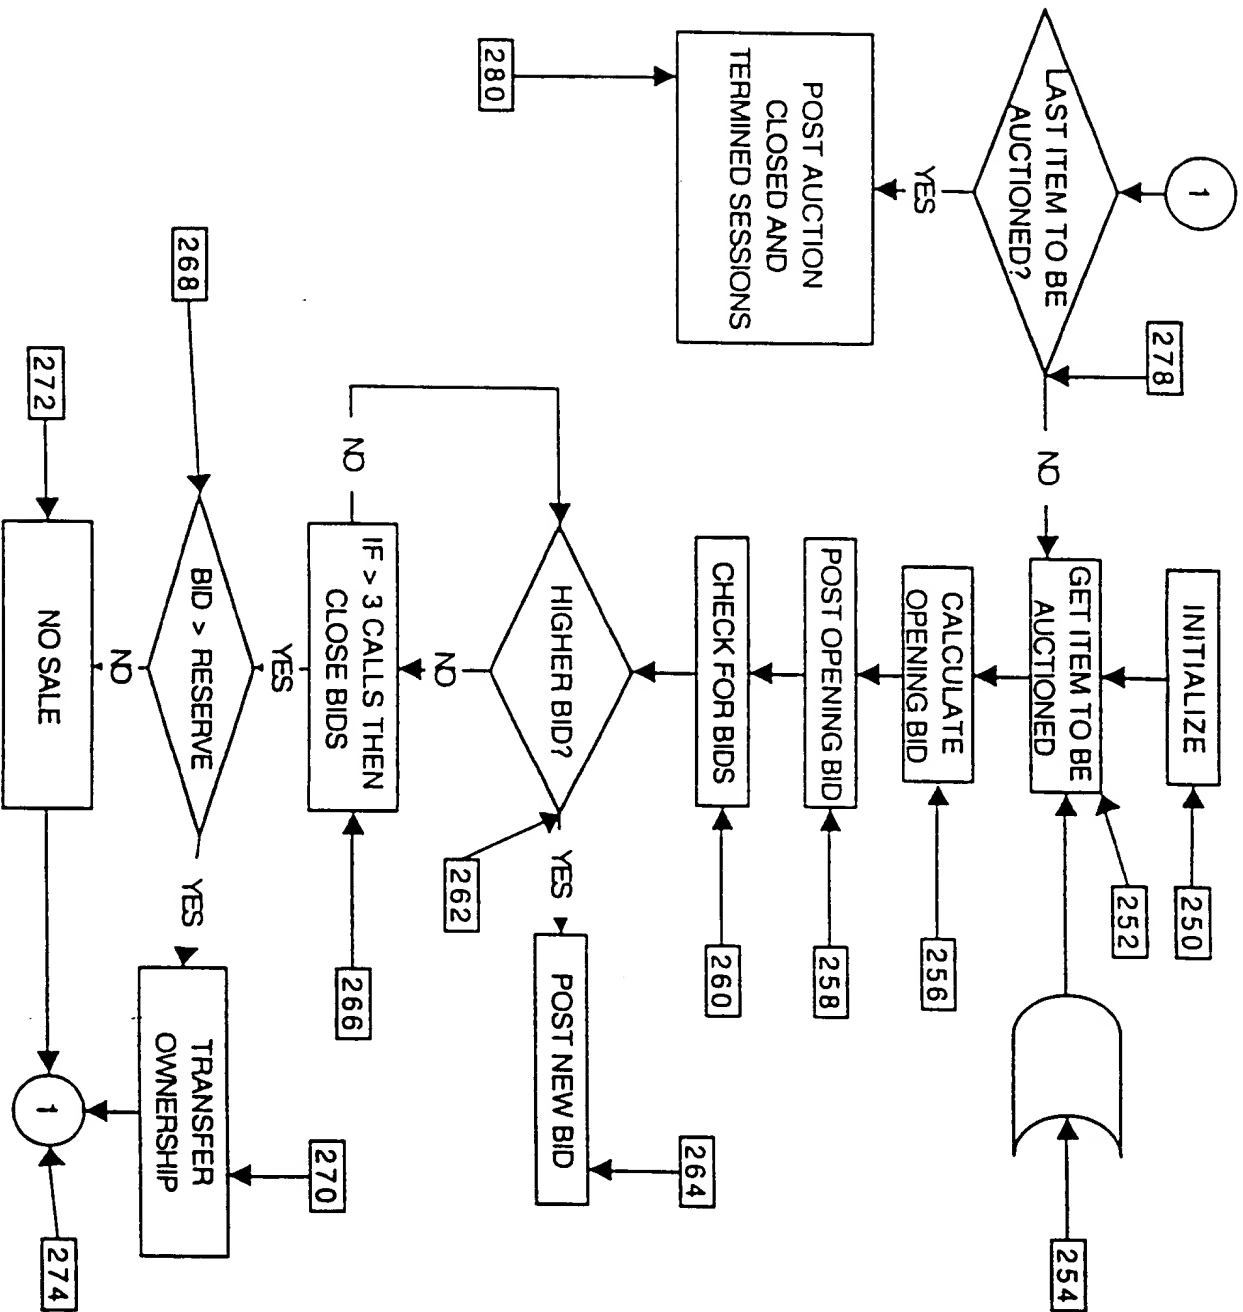 1
LAST ITEM TO BE
AUCTIONED?
278
YES
NO
POST AUCTION
CLOSED AND
TERMINED SESSIONS
280
INITIALIZE
250
GET ITEM TO BE
AUCTIONED
252
254
CALCULATE
OPENING BID
256
POST OPENING BID
258
CHECK FOR BIDS
260
HIGHER BID?
262
YES
POST NEW BID
264
NO
IF > 3 CALLS THEN
CLOSE BIDS
266
NO
YES
BID > RESERVE
268
YES
TRANSFER
OWNERSHIP
270
NO
NO SALE
272
1
274